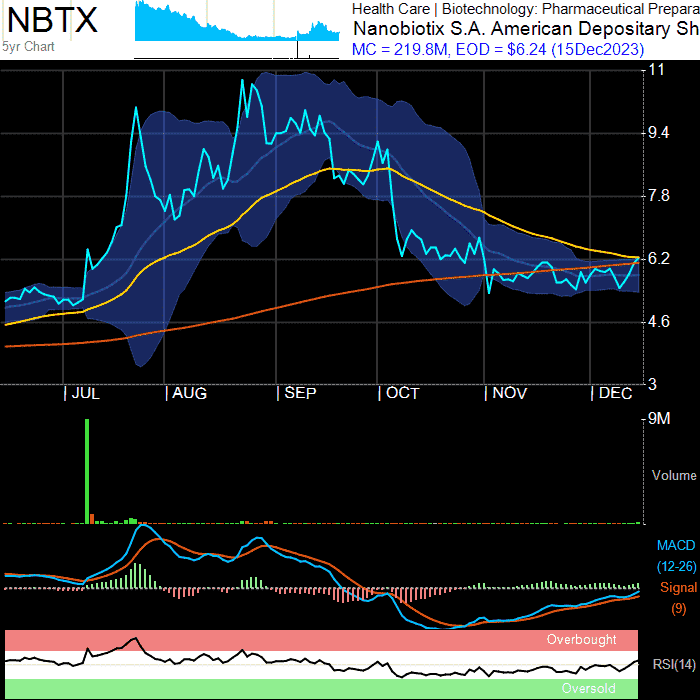 NBTX
5yr Chart
Health Care | Biotechnology: Pharmaceutical Prepara
Nanobiotix S.A. American Depositary Sh
MC = 219.8M, EOD = $6.24 (15Dec2023)
11
9.4
7.8
6.2
4.6
3
JUL
AUG
SEP
OCT
NOV
DEC
9M
Volume
MACD
(12-26)
Signal
(9)
Overbought
RSI(14)
Oversold